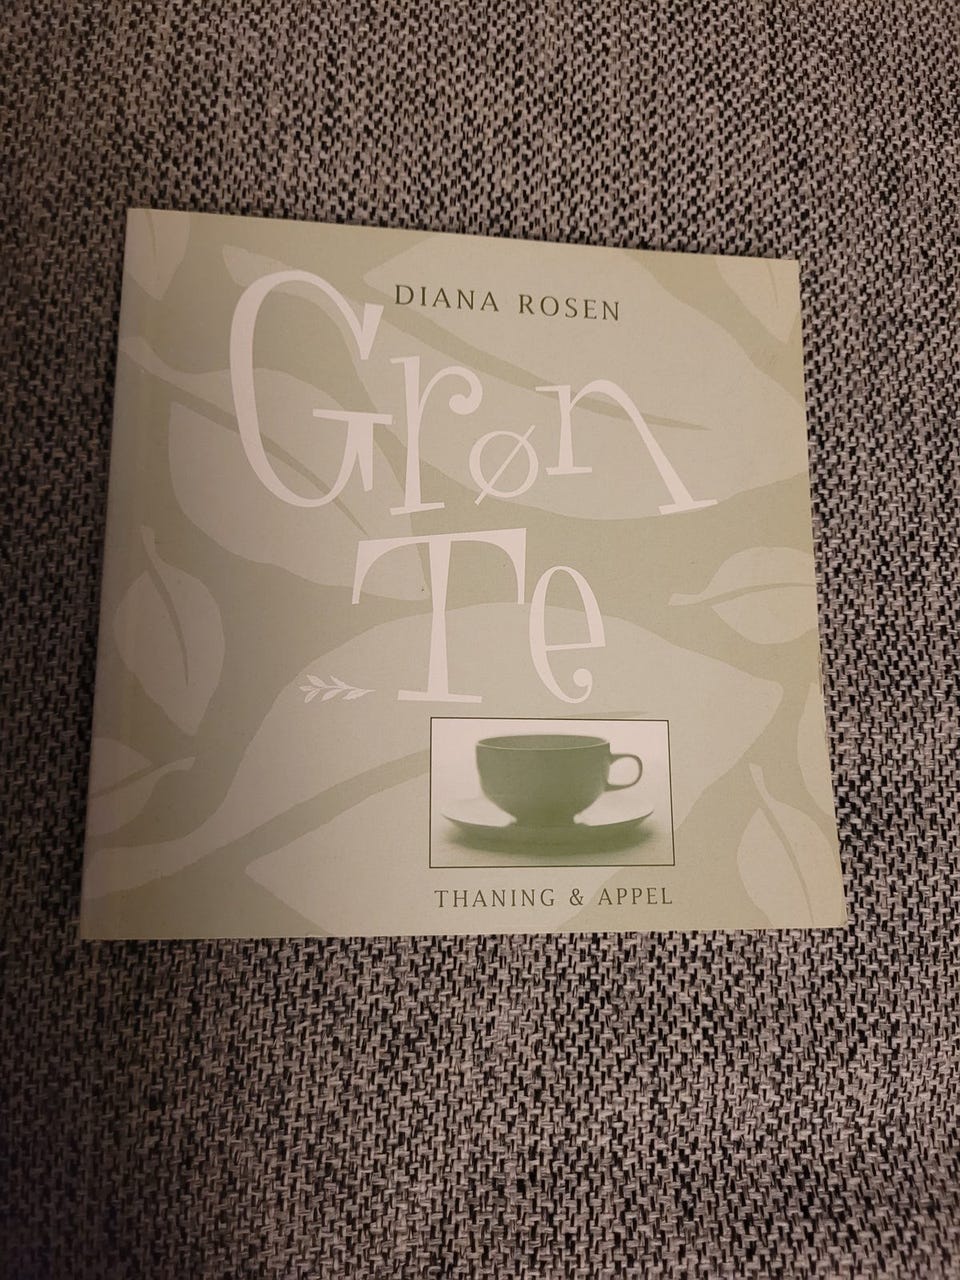 DIANA ROSEN
Grøn
Te
THANING & APPEL